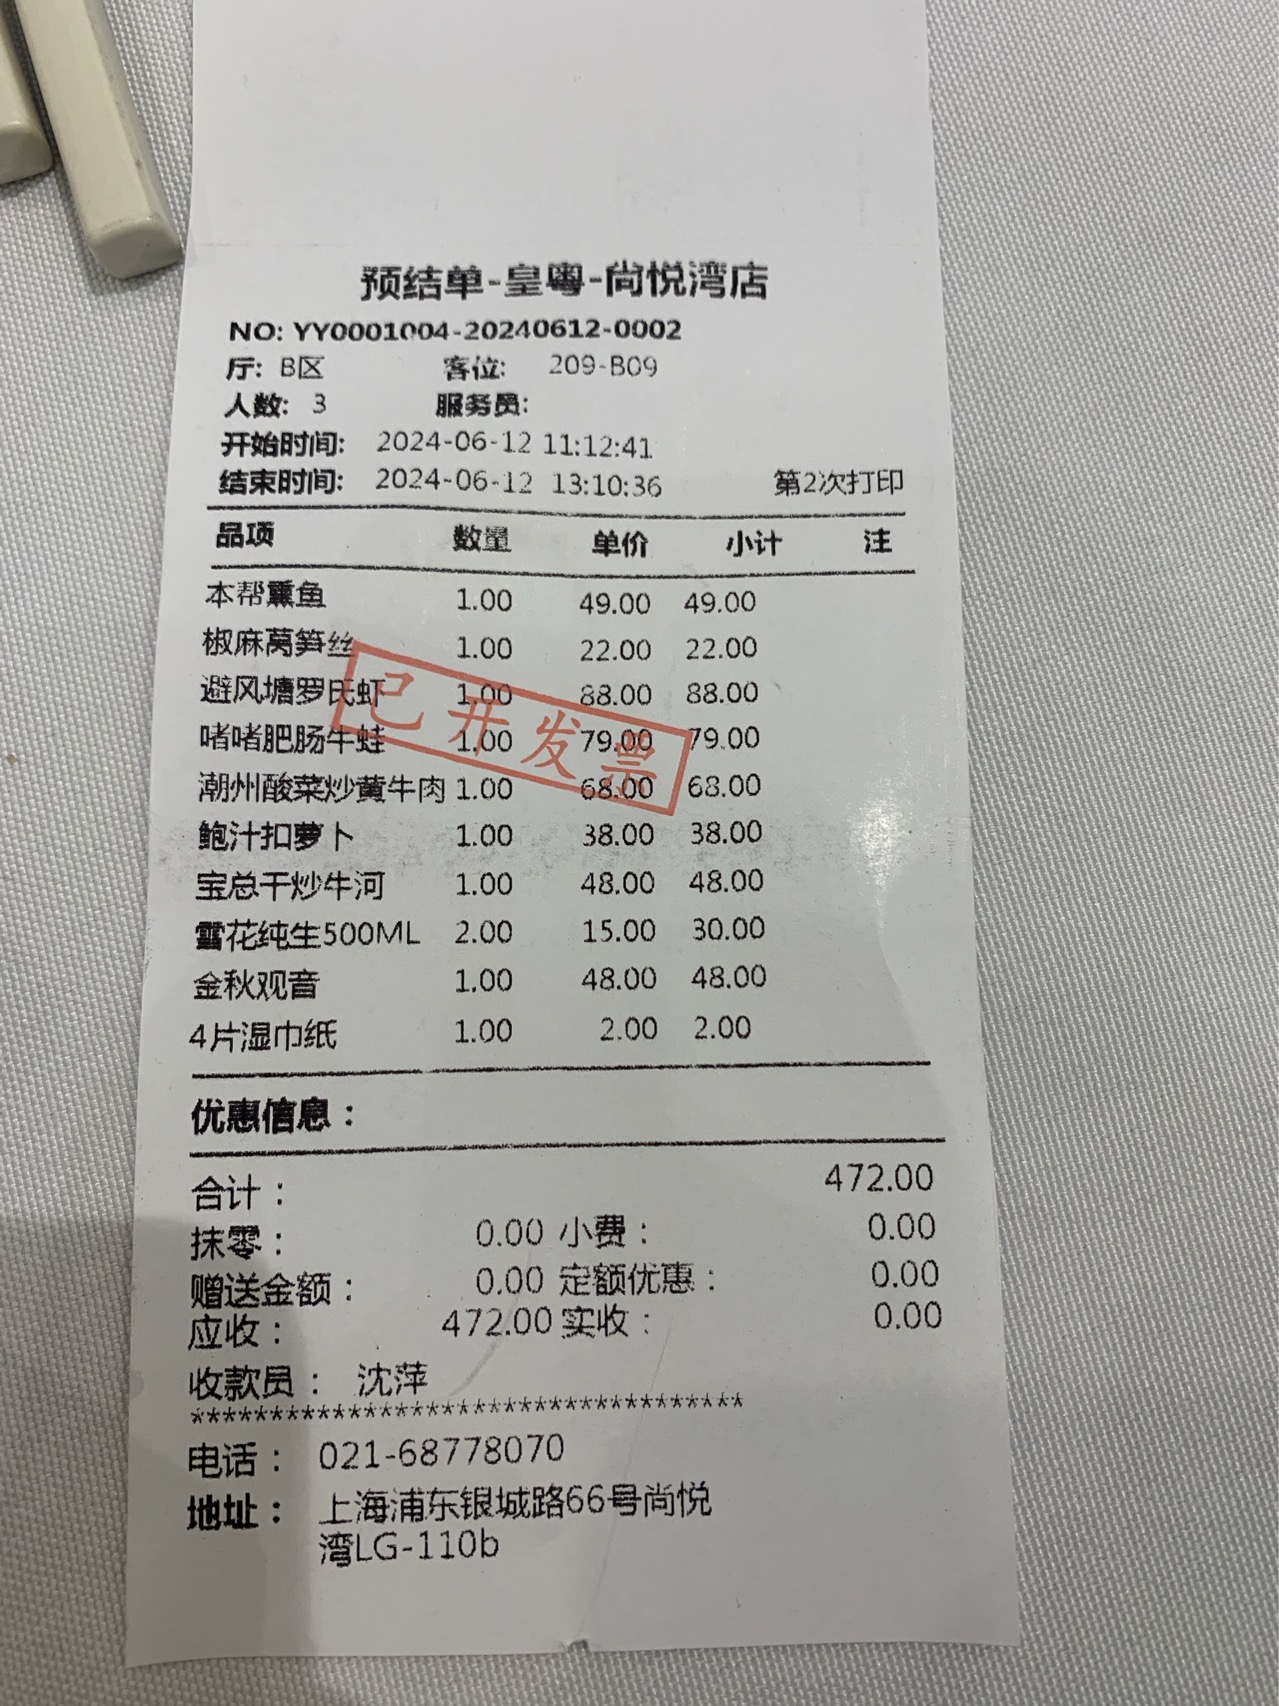 预结单-皇粤-尚悦湾店
NO: YY0001004-20240612-0002
厅: B区 客位: 209-B09
人数: 3 服务员:
开始时间: 2024-06-12 11:12:41
结束时间: 2024-06-12 13:10:36 第2次打印
品项 数量 单价 小计 注
本帮熏鱼 1.00 49.00 49.00
椒麻莴笋丝 1.00 22.00 22.00
避风塘罗氏虾 1.00 88.00 88.00
啫啫肥肠牛蛙 1.00 79.00 79.00
潮州酸菜炒黄牛肉 1.00 68.00 68.00
鲍汁扣萝卜 1.00 38.00 38.00
宝总干炒牛河 1.00 48.00 48.00
雪花纯生500ML 2.00 15.00 30.00
金秋观音 1.00 48.00 48.00
4片湿巾纸 1.00 2.00 2.00
已开发票
优惠信息：
合计： 472.00
抹零： 0.00 小费： 0.00
赠送金额： 0.00 定额优惠： 0.00
应收： 472.00 实收： 0.00
收款员： 沈萍
************************************
电话： 021-68778070
地址： 上海浦东银城路66号尚悦
湾LG-110b